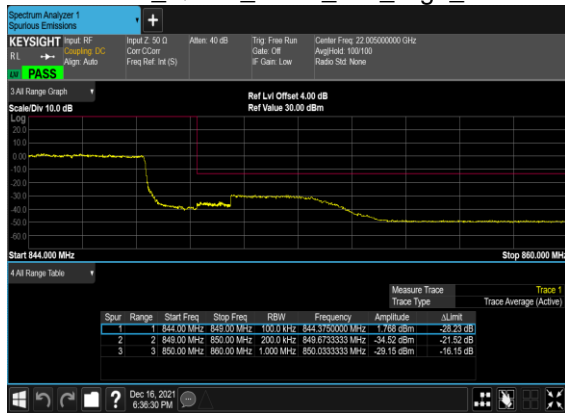 Spectrum Analyzer 1
Spurious Emissions
KEYSIGHT Input: RF Input Z: 50 Ω Atten: 40 dB Trig: Free Run Center Freq: 22.005000000 GHz
RL Coupling: DC Corr CCorr Gate: Off Avg|Hold: 100/100
Align: Auto Freq Ref: Int (S) IF Gain: Low Radio Std: None
PASS
3 All Range Graph
Ref Lvl Offset 4.00 dB
Scale/Div 10.0 dB Ref Value 30.00 dBm
Log
20.0
10.0
0.00
-10.0
-20.0
-30.0
-40.0
-50.0
-60.0
Start 844.000 MHz Stop 860.000 MHz
4 All Range Table
Measure Trace Trace 1
Trace Type Trace Average (Active)
Spur Range Start Freq Stop Freq RBW Frequency Amplitude ΔLimit
1 1 844.00 MHz 849.00 MHz 100.0 kHz 844.3750000 MHz 1.768 dBm -28.23 dB
2 2 849.00 MHz 850.00 MHz 200.0 kHz 849.6733333 MHz -34.52 dBm -21.52 dB
3 3 850.00 MHz 860.00 MHz 1.000 MHz 850.0333333 MHz -29.15 dBm -16.15 dB
Dec 16, 2021
6:36:30 PM